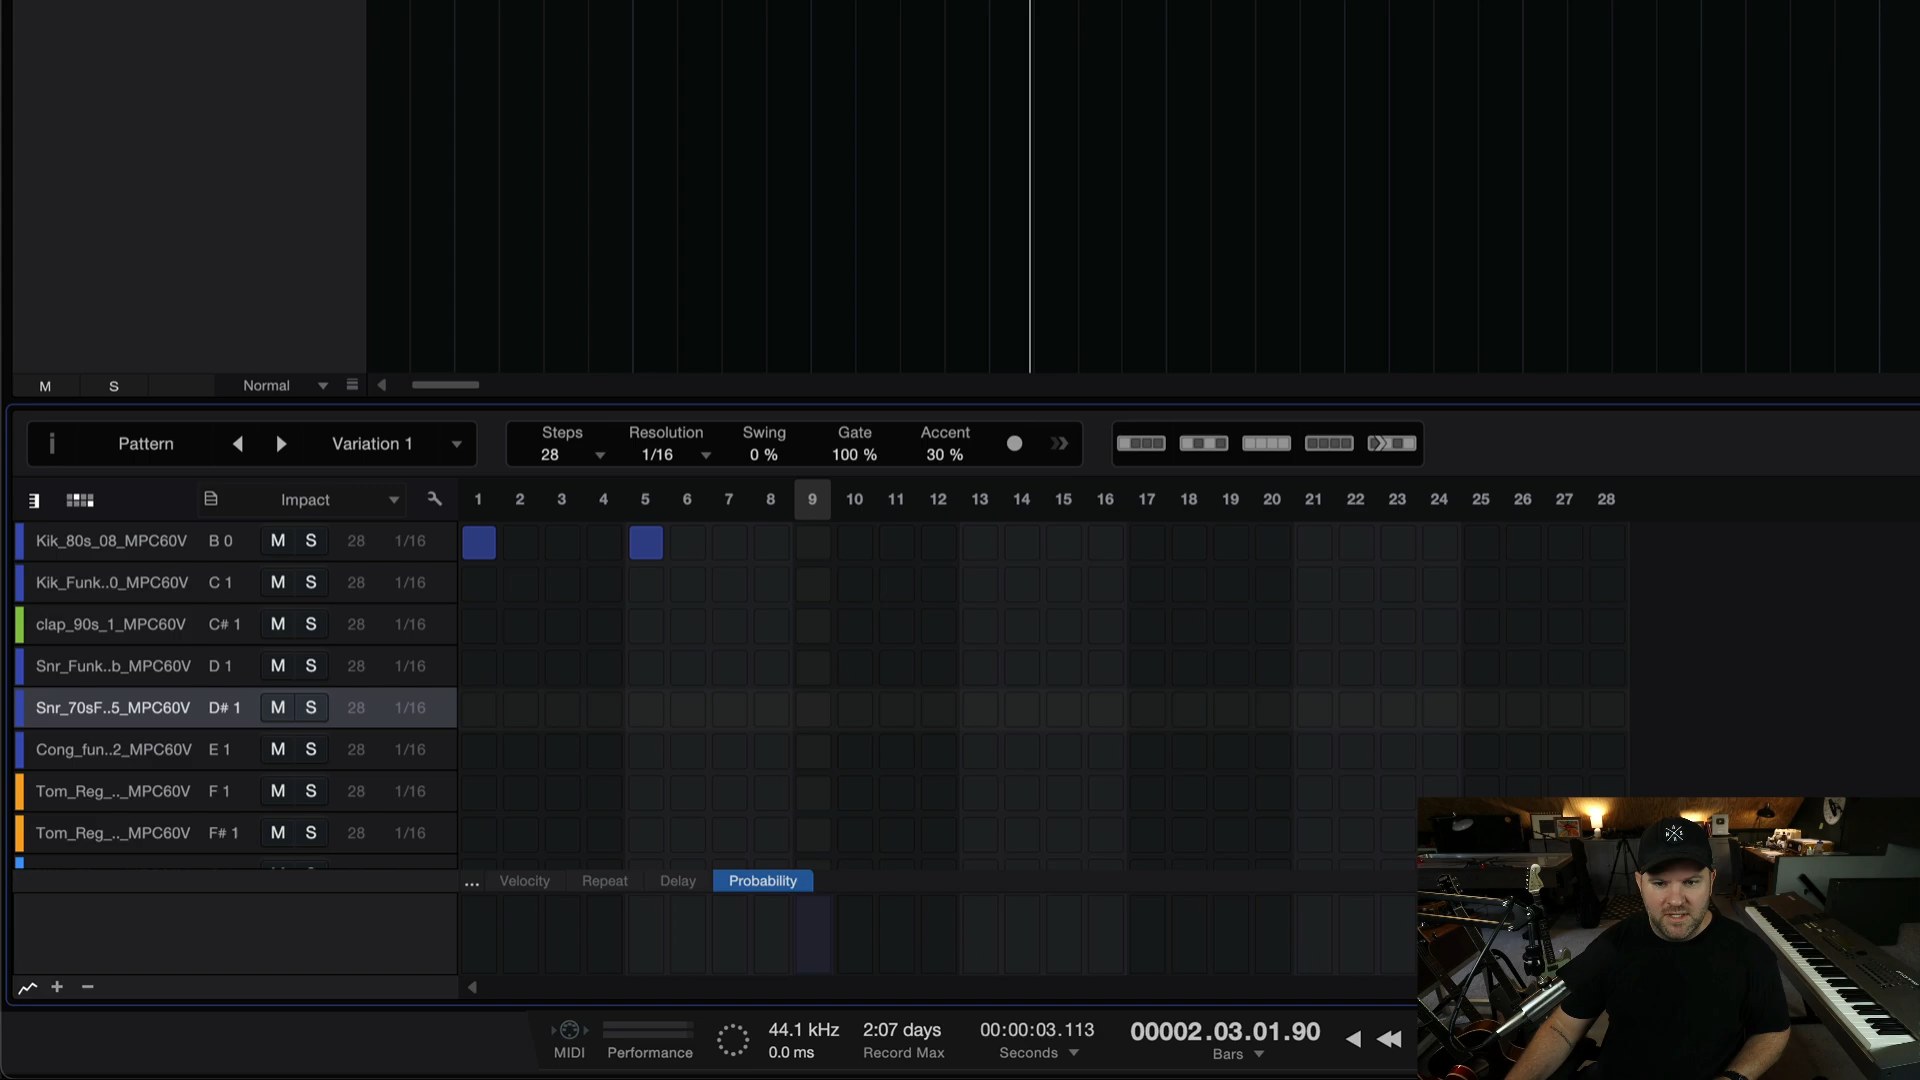 M S Normal
Steps Resolution Swing Gate Accent
Pattern Variation 1
28 1/16 0 % 100 % 30 %
Impact 1 2 3 4 5 6 7 8 9 10 11 12 13 14 15 16 17 18 19 20 21 22 23 24 25 26 27 28
Kik_80s_08_MPC60V B 0 M S 28 1/16
Kik_Funk..0_MPC60V C 1 M S 28 1/16
clap_90s_1_MPC60V C# 1 M S 28 1/16
Snr_Funk..b_MPC60V D 1 M S 28 1/16
Snr_70sF..5_MPC60V D# 1 M S 28 1/16
Cong_fun..2_MPC60V E 1 M S 28 1/16
Tom_Reg_.._MPC60V F 1 M S 28 1/16
Tom_Reg_.._MPC60V F# 1 M S 28 1/16
... Velocity Repeat Delay Probability
44.1 kHz 2:07 days 00:00:03.113 00002.03.01.90
MIDI Performance 0.0 ms Record Max Seconds Bars